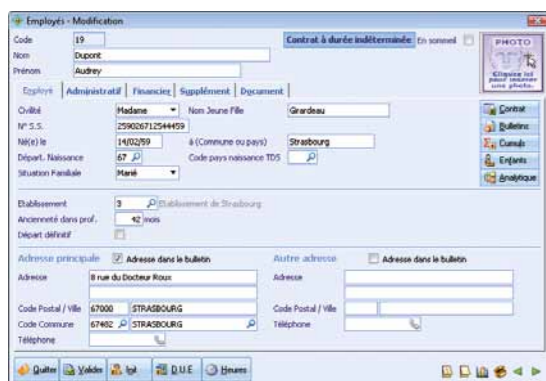 Employés - Modification
Code 19 Contrat à durée indéterminée En sommeil
Nom Dupont
Prénom Audrey
PHOTO
Cliquez ici
pour insérer
une photo.
Employé Administratif Financier Supplément Document
Civilité Madame Nom Jeune Fille Girardeau
N° S.S. 259026712544459
Né(e) le 14/02/59 à (Commune ou pays) Strasbourg
Départ. Naissance 67 Code pays naissance TDS
Situation Familiale Marié
Contrat
Bulletins
Cumuls
Enfants
Analytique
Etablissement 3 Etablissement de Strasbourg
Ancienneté dans prof. 42 mois
Départ définitif
Adresse principale Adresse dans le bulletin Autre adresse Adresse dans le bulletin
Adresse 8 rue du Docteur Roux Adresse
Code Postal / Ville 67000 STRASBOURG Code Postal / Ville
Code Commune 67482 STRASBOURG Téléphone
Téléphone
Quitter Valider Init D.U.E Heures